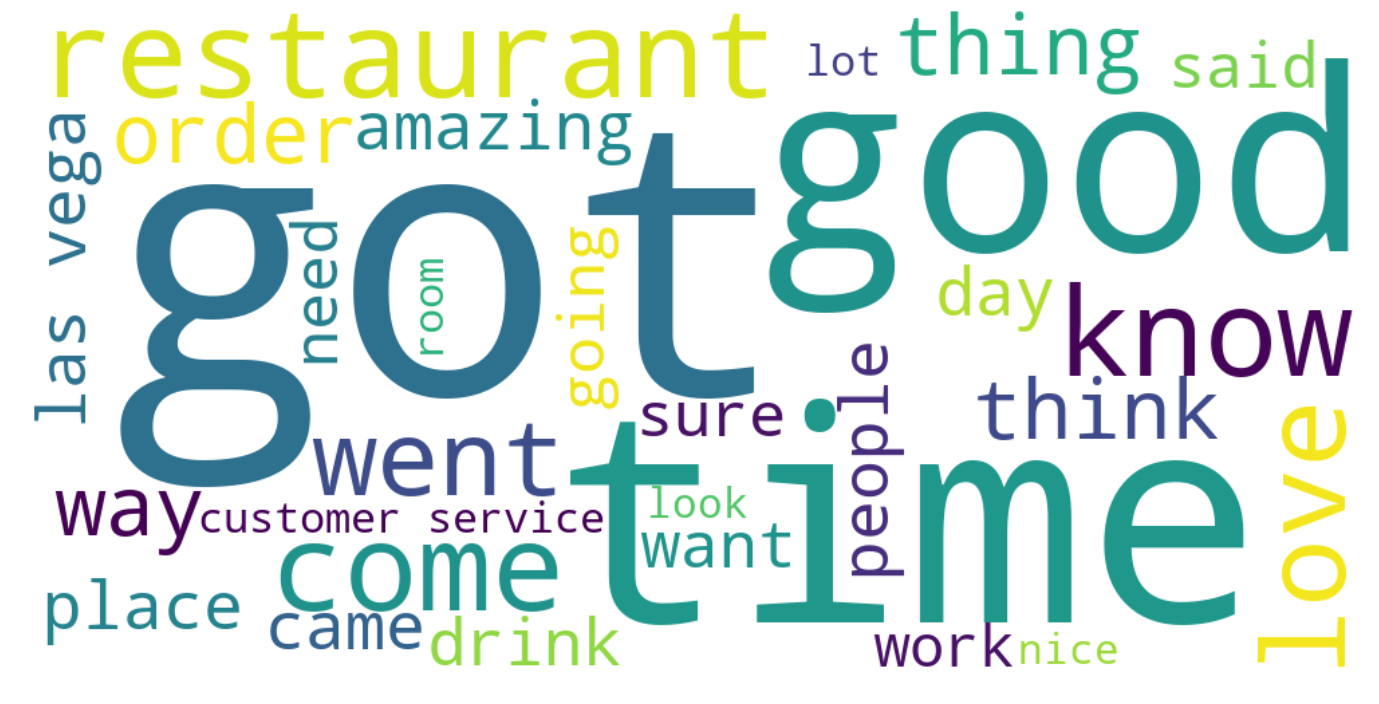 restaurant
lot
thing
said
order
amazing
las vega
got
good
need
room
going
day
know
people
sure
think
love
went
time
way
customer service
look
want
come
place
came
drink
work
nice